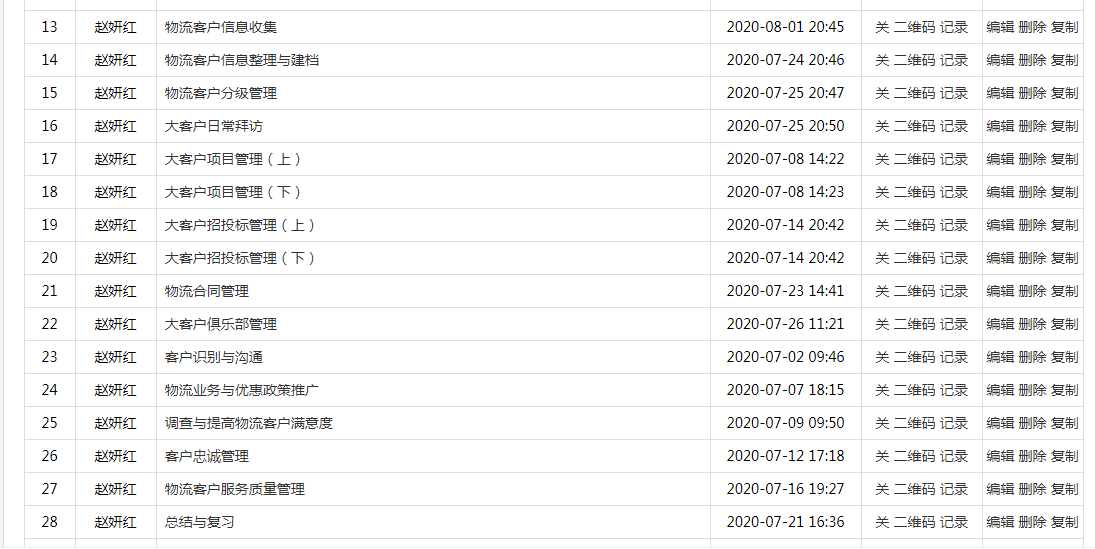 13 赵妍红 物流客户信息收集 2020-08-01 20:45 关 二维码 记录 编辑 删除 复制
14 赵妍红 物流客户信息整理与建档 2020-07-24 20:46 关 二维码 记录 编辑 删除 复制
15 赵妍红 物流客户分级管理 2020-07-25 20:47 关 二维码 记录 编辑 删除 复制
16 赵妍红 大客户日常拜访 2020-07-25 20:50 关 二维码 记录 编辑 删除 复制
17 赵妍红 大客户项目管理（上） 2020-07-08 14:22 关 二维码 记录 编辑 删除 复制
18 赵妍红 大客户项目管理（下） 2020-07-08 14:23 关 二维码 记录 编辑 删除 复制
19 赵妍红 大客户招投标管理（上） 2020-07-14 20:42 关 二维码 记录 编辑 删除 复制
20 赵妍红 大客户招投标管理（下） 2020-07-14 20:42 关 二维码 记录 编辑 删除 复制
21 赵妍红 物流合同管理 2020-07-23 14:41 关 二维码 记录 编辑 删除 复制
22 赵妍红 大客户俱乐部管理 2020-07-26 11:21 关 二维码 记录 编辑 删除 复制
23 赵妍红 客户识别与沟通 2020-07-02 09:46 关 二维码 记录 编辑 删除 复制
24 赵妍红 物流业务与优惠政策推广 2020-07-07 18:15 关 二维码 记录 编辑 删除 复制
25 赵妍红 调查与提高物流客户满意度 2020-07-09 09:50 关 二维码 记录 编辑 删除 复制
26 赵妍红 客户忠诚管理 2020-07-12 17:18 关 二维码 记录 编辑 删除 复制
27 赵妍红 物流客户服务质量管理 2020-07-16 19:27 关 二维码 记录 编辑 删除 复制
28 赵妍红 总结与复习 2020-07-21 16:36 关 二维码 记录 编辑 删除 复制